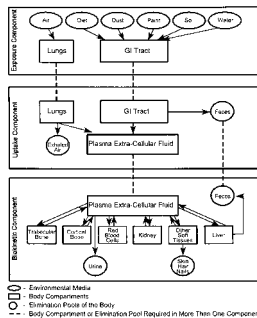 Air
Diet
Dust
Paint
Soil
Water
Exposure Component
Lungs
GI Tract
Uptake Component
Lungs
GI Tract
Feces
Exhaled
Air
Plasma Extra-Cellular Fluid
Biokinetic Component
Plasma Extra-Cellular Fluid
Feces
Trabecular
Bone
Cortical
Bone
Red
Blood
Cells
Kidney
Other
Soft
Tissues
Liver
Urine
Skin
Hair
Nails
- Environmental Media
- Body Compartments
- Elimination Pools of the Body
- Body Compartment or Elimination Pool Required in More Than One Component